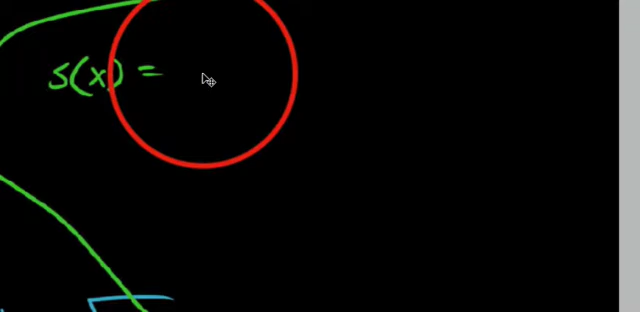 s(x) =